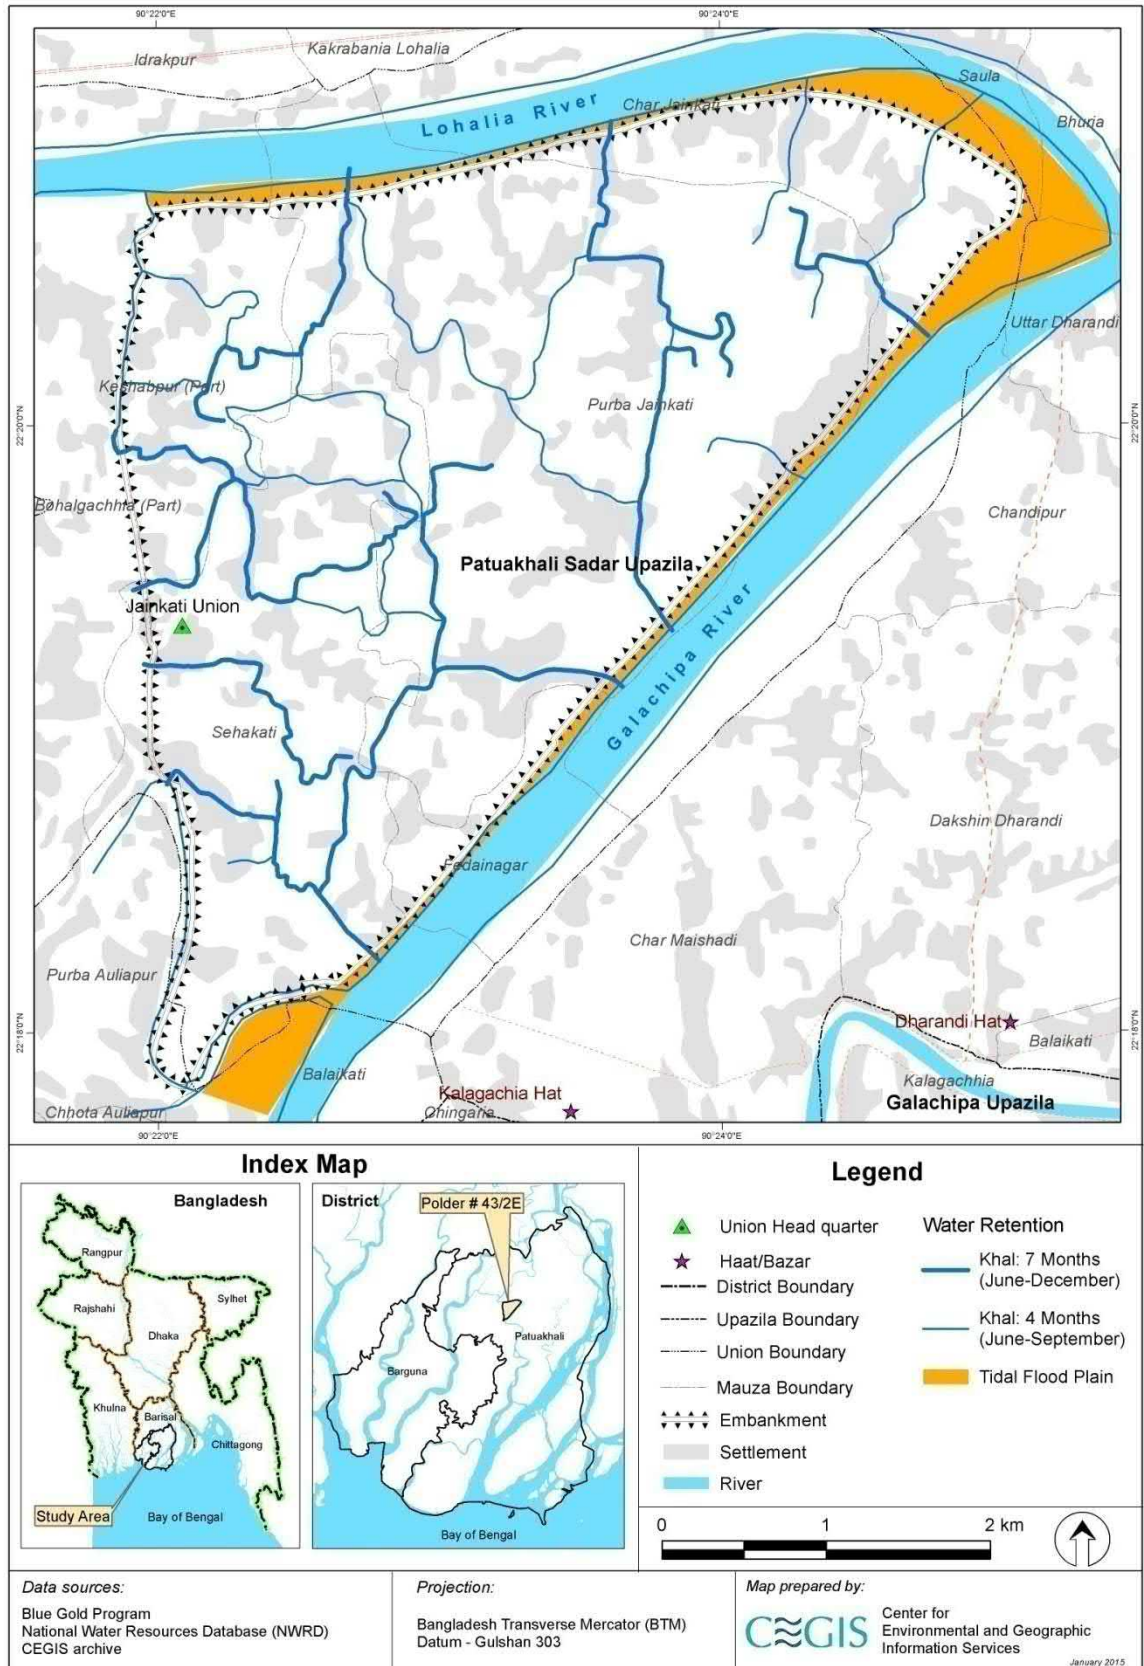 90°22'0"E
90°24'0"E
Idrakpur
Kakrabania Lohalia
Lohalia River
Char Jainkati
Saula
Bhuria
Uttar Dharandi
Keshabpur (Part)
Purba Jainkati
22°20'0"N
22°20'0"N
Bohalgachhia (Part)
Chandipur
Patuakhali Sadar Upazila
Jainkati Union
Galachipa River
Sehakati
Dakshin Dharandi
Fedainagar
Char Maishadi
Purba Auliapur
Dharandi Hat
22°18'0"N
22°18'0"N
Balaikati
Balaikati
Kalagachhia
Kalagachia Hat
Galachipa Upazila
Chhota Auliapur
Chingaria
90°22'0"E
90°24'0"E
Index Map
Bangladesh
Rangpur
Rajshahi
Sylhet
Dhaka
Khulna
Barisal
Chittagong
Study Area
Bay of Bengal
District
Polder # 43/2E
Patuakhali
Barguna
Bay of Bengal
Legend
Union Head quarter
Haat/Bazar
District Boundary
Upazila Boundary
Union Boundary
Mauza Boundary
Embankment
Settlement
River
Water Retention
Khal: 7 Months
(June-December)
Khal: 4 Months
(June-September)
Tidal Flood Plain
0 1 2 km
Data sources:
Blue Gold Program
National Water Resources Database (NWRD)
CEGIS archive
Projection:
Bangladesh Transverse Mercator (BTM)
Datum - Gulshan 303
Map prepared by:
CEGIS
Center for
Environmental and Geographic
Information Services
January 2015